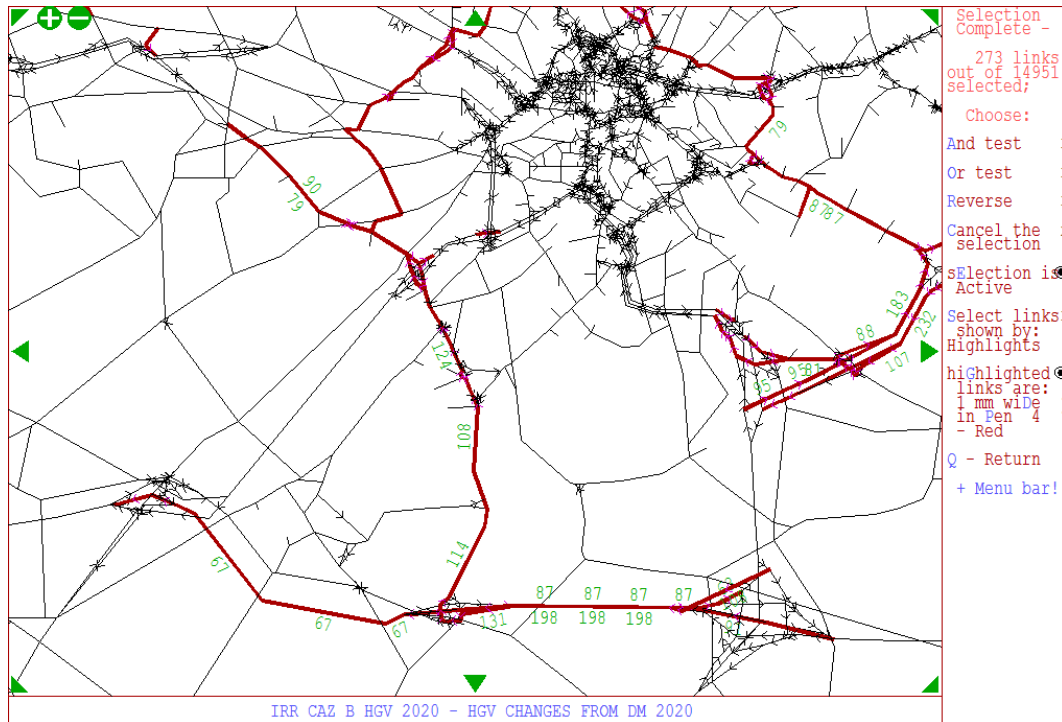 Selection
Complete -
273 links
out of 14951
selected;
Choose:
And test
Or test
Reverse
Cancel the
selection
sElection is
Active
Select links
shown by:
Highlights
hiGhlighted
links are:
1 mm wiDe
in Pen 4
- Red
Q - Return
+ Menu bar!
79
90
79
87 87
183
232
88
107
124
95 95 81
108
114
67
67
67
131
87 87 87 87
198 198 198
IRR CAZ B HGV 2020 - HGV CHANGES FROM DM 2020